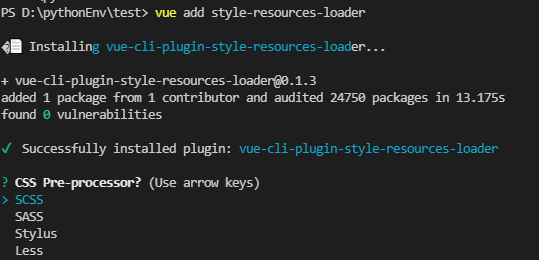 PS D:\pythonEnv\test> vue add style-resources-loader
Installing vue-cli-plugin-style-resources-loader...
+ vue-cli-plugin-style-resources-loader@0.1.3
added 1 package from 1 contributor and audited 24750 packages in 13.175s
found 0 vulnerabilities
✓ Successfully installed plugin: vue-cli-plugin-style-resources-loader
? CSS Pre-processor? (Use arrow keys)
> SCSS
SASS
Stylus
Less